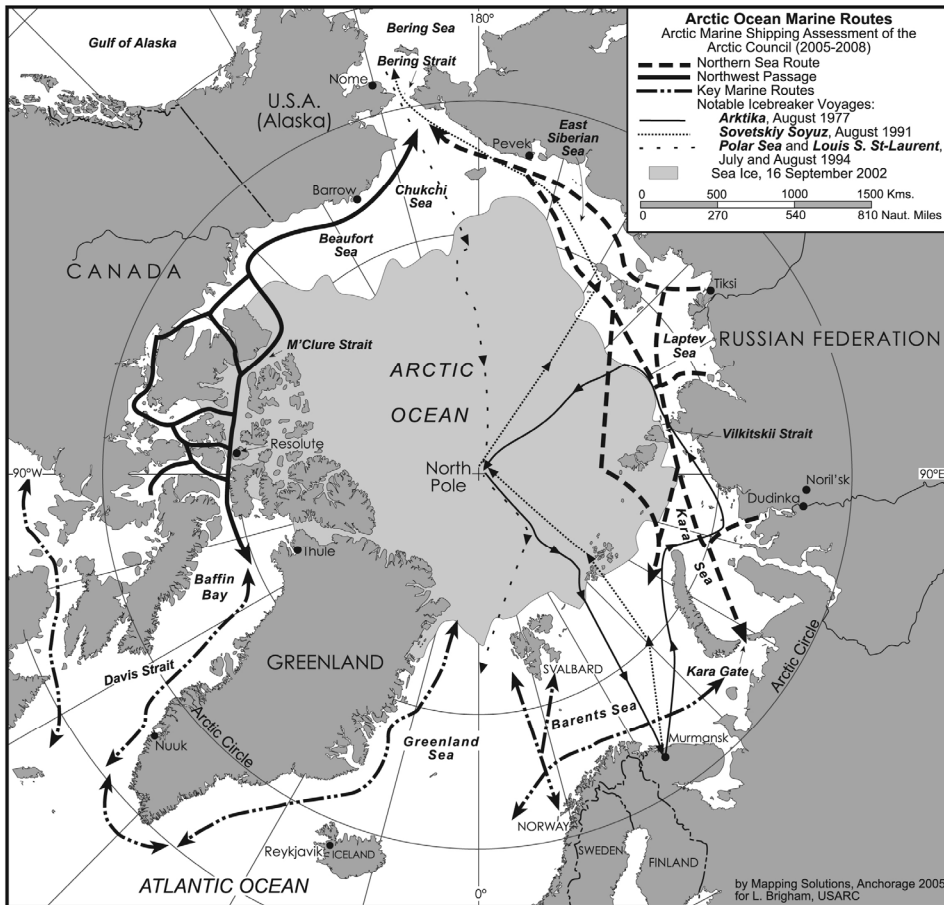 Arctic Ocean Marine Routes
Arctic Marine Shipping Assessment of the
Arctic Council (2005-2008)
Northern Sea Route
Northwest Passage
Key Marine Routes
Notable Icebreaker Voyages:
Arktika, August 1977
Sovetskiy Soyuz, August 1991
Polar Sea and Louis S. St-Laurent,
July and August 1994
Sea Ice, 16 September 2002
0 500 1000 1500 Kms.
0 270 540 810 Naut. Miles
Bering Sea
180°
Gulf of Alaska
Bering Strait
Nome
U.S.A.
(Alaska)
East
Siberian
Sea
Pevek
Barrow
Chukchi
Sea
Beaufort
Sea
CANADA
Tiksi
RUSSIAN FEDERATION
Laptev
Sea
M'Clure Strait
ARCTIC
OCEAN
Vilkitskii Strait
Resolute
North
Pole
90°W
90°E
Noril'sk
Dudinka
Kara
Sea
Ihule
Baffin
Bay
GREENLAND
Davis Strait
SVALBARD
Kara Gate
Arctic Circle
Barents Sea
Arctic Circle
Greenland
Sea
Murmansk
Nuuk
NORWAY
Reykjavik
ICELAND
SWEDEN
FINLAND
ATLANTIC OCEAN
0°
by Mapping Solutions, Anchorage 2005
for L. Brigham, USARC